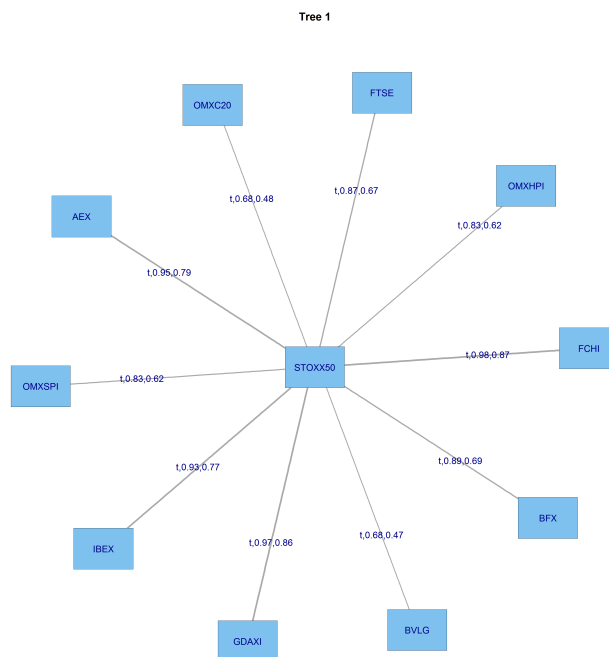 Tree 1
FTSE
OMXC20
OMXHPI
t,0.87,0.67
t,0.68,0.48
AEX
t,0.83,0.62
t,0.95,0.79
FCHI
t,0.98,0.87
STOXX50
t,0.83,0.62
OMXSPI
t,0.89,0.69
t,0.93,0.77
BFX
t,0.97,0.86
t,0.68,0.47
IBEX
BVLG
GDAXI